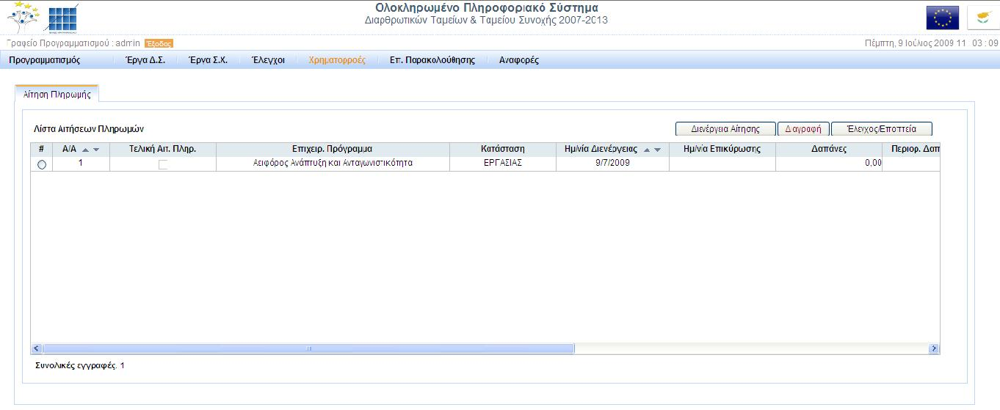 Ολοκληρωμένο Πληροφοριακό Σύστημα
Διαρθρωτικών Ταμείων & Ταμείου Συνοχής 2007-2013
Γραφείο Προγραμματισμού : admin Έξοδος
Πέμπτη, 9 Ιούλιος 2009 11 : 03 : 09
Προγραμματισμός Έργα Δ.Σ. Έργα Σ.Χ. Έλεγχοι Χρηματορροές Επ. Παρακολούθησης Αναφορές
Αίτηση Πληρωμής
Λίστα Αιτήσεων Πληρωμών
Διενέργεια Αίτησης Διαγραφή Έλεγχος/Εποπτεία
# Α/Α Τελική Αιτ. Πληρ. Επιχειρ. Πρόγραμμα Κατάσταση Ημ/νία Διενέργειας Ημ/νία Επικύρωσης Δαπάνες Περιορ. Δαπ
1 Αειφόρος Ανάπτυξη και Ανταγωνιστικότητα ΕΡΓΑΣΙΑΣ 9/7/2009 0,00
Συνολικές εγγραφές: 1